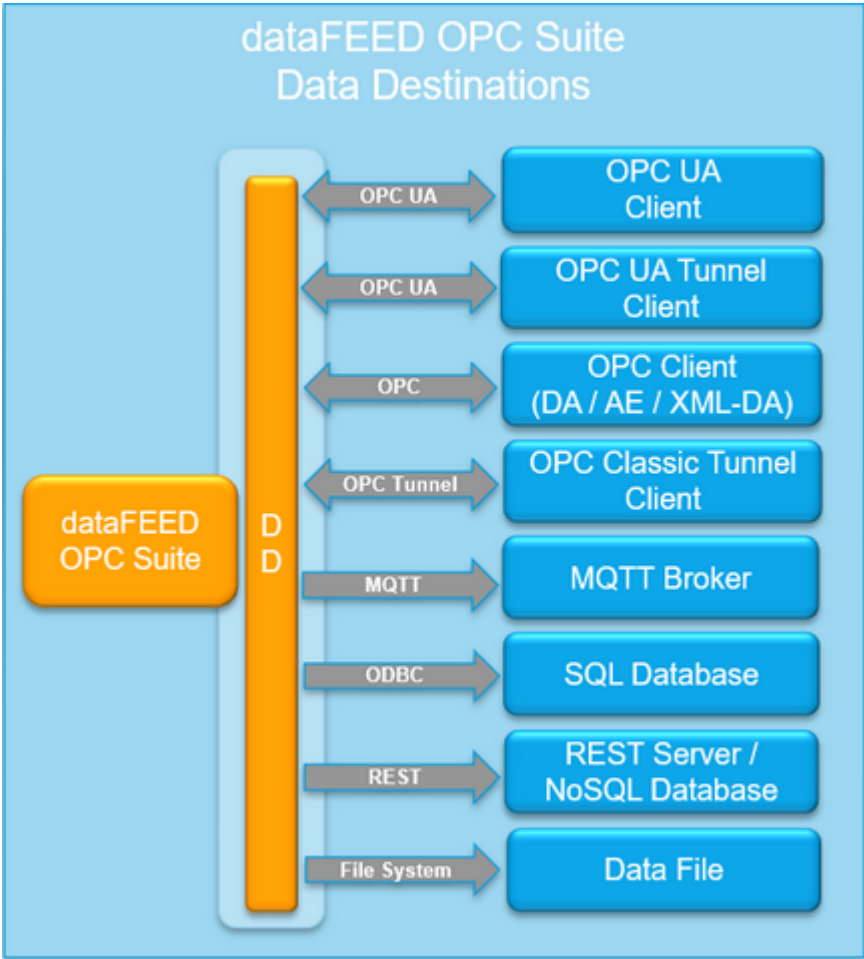 dataFEED OPC Suite
Data Destinations
OPC UA
OPC UA
Client
OPC UA
OPC UA Tunnel
Client
OPC
OPC Client
(DA / AE / XML-DA)
OPC Tunnel
OPC Classic Tunnel
Client
dataFEED
OPC Suite
D
D
MQTT
MQTT Broker
ODBC
SQL Database
REST
REST Server /
NoSQL Database
File System
Data File